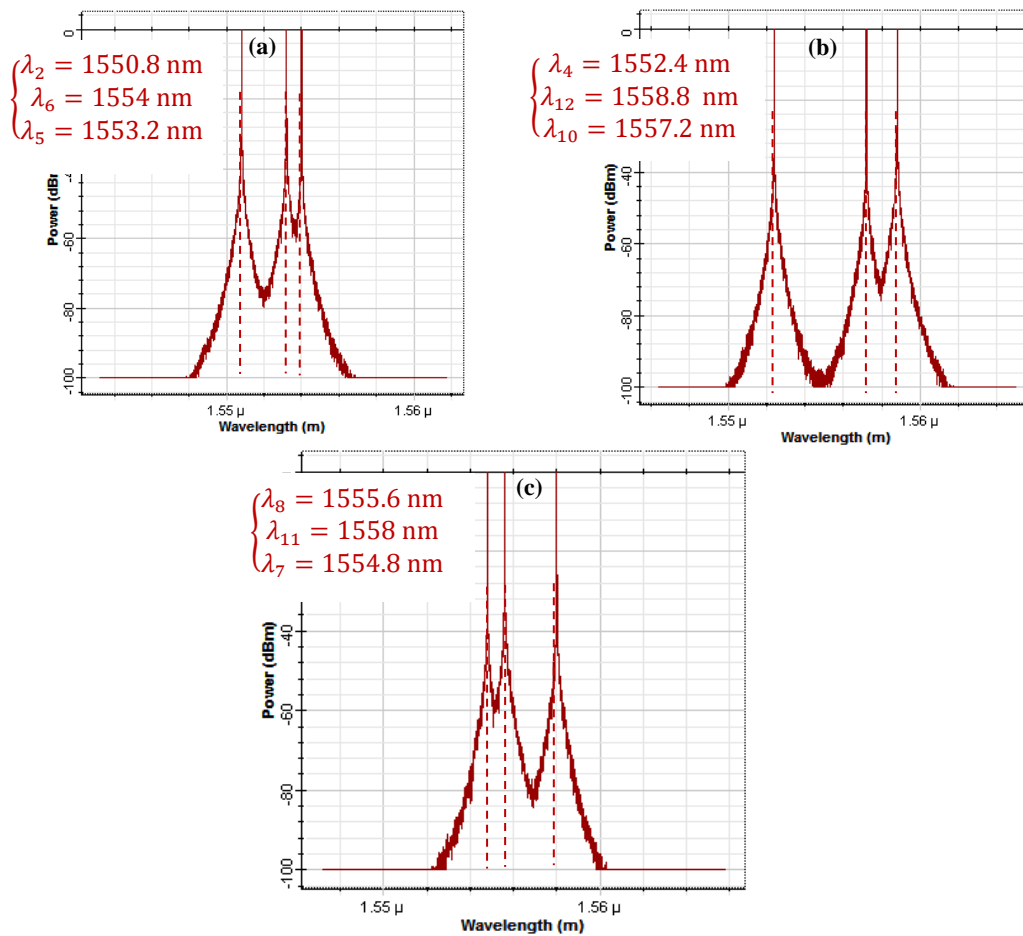 (a)
λ2 = 1550.8 nm
λ6 = 1554 nm
λ5 = 1553.2 nm
0
-60
-80
-100
Power (dBm)
1.55 µ
1.56 µ
Wavelength (m)
(b)
λ4 = 1552.4 nm
λ12 = 1558.8 nm
λ10 = 1557.2 nm
0
-40
-60
-80
-100
Power (dBm)
1.55 µ
1.56 µ
Wavelength (m)
(c)
λ8 = 1555.6 nm
λ11 = 1558 nm
λ7 = 1554.8 nm
-40
-60
-80
-100
Power (dBm)
1.55 µ
1.56 µ
Wavelength (m)